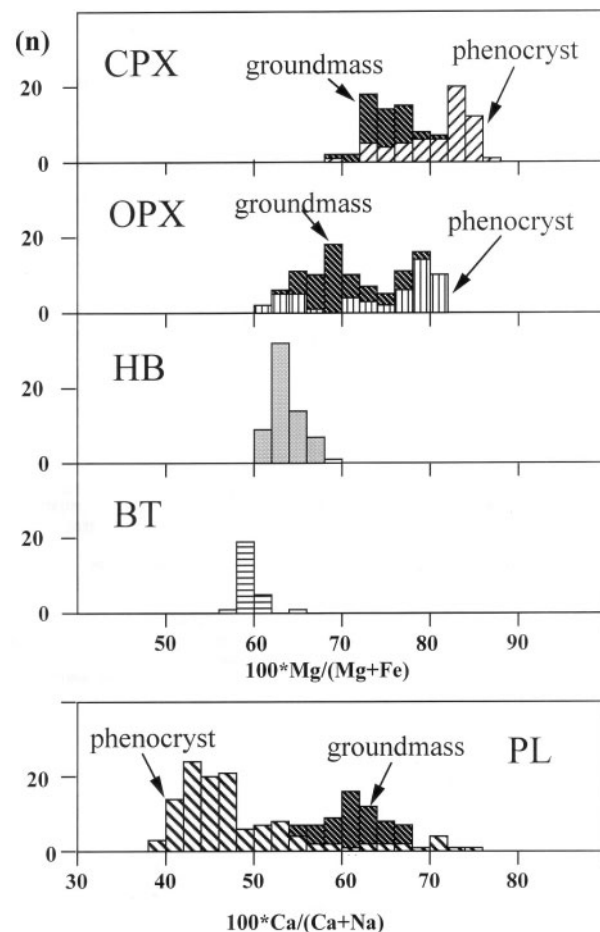 (n)
CPX
groundmass
phenocryst
20
0
OPX
groundmass
phenocryst
20
0
HB
20
0
BT
20
0
50 60 70 80 90
100*Mg/(Mg+Fe)
phenocryst
groundmass
PL
20
0
30 40 50 60 70 80
100*Ca/(Ca+Na)